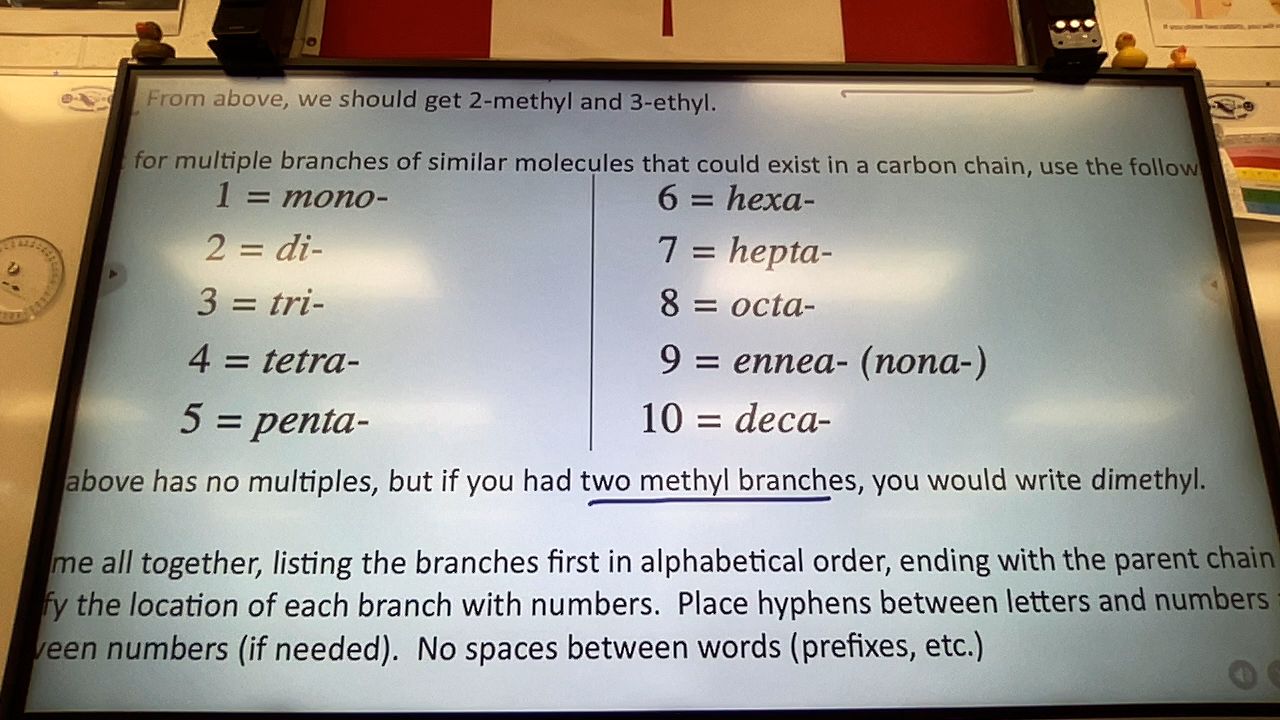 From above, we should get 2-methyl and 3-ethyl.
for multiple branches of similar molecules that could exist in a carbon chain, use the follow
1 = mono-
2 = di-
3 = tri-
4 = tetra-
5 = penta-
6 = hexa-
7 = hepta-
8 = octa-
9 = ennea- (nona-)
10 = deca-
above has no multiples, but if you had two methyl branches, you would write dimethyl.
me all together, listing the branches first in alphabetical order, ending with the parent chain
fy the location of each branch with numbers. Place hyphens between letters and numbers
veen numbers (if needed). No spaces between words (prefixes, etc.)